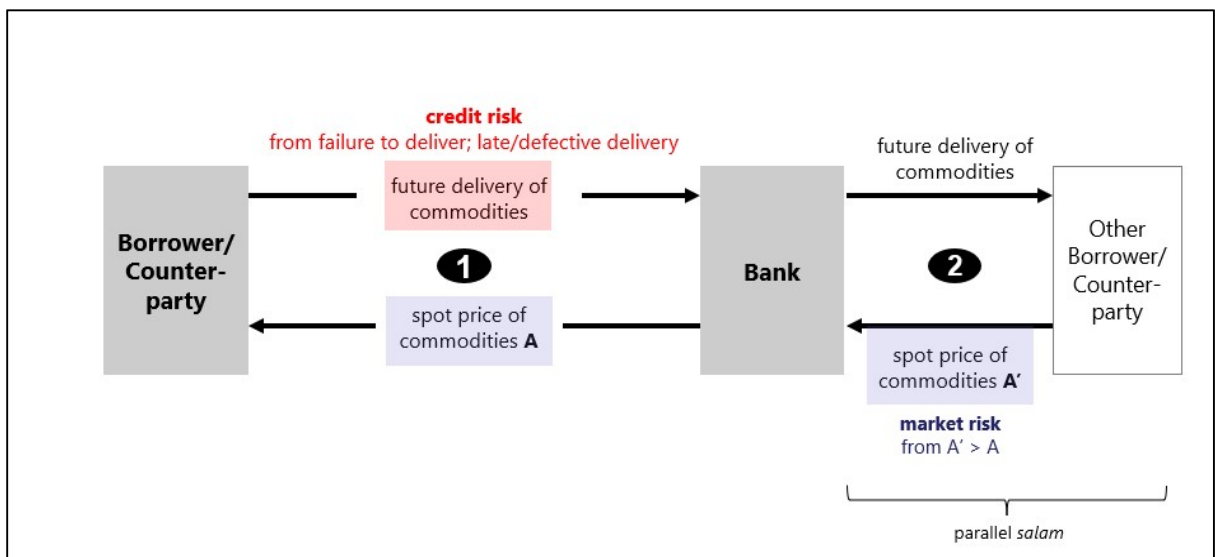 credit risk
from failure to deliver; late/defective delivery
future delivery of
commodities
Borrower/
Counter-
party
1
spot price of
commodities A
Bank
future delivery of
commodities
2
spot price of
commodities A′
market risk
from A' > A
Other
Borrower/
Counter-
party
parallel salam